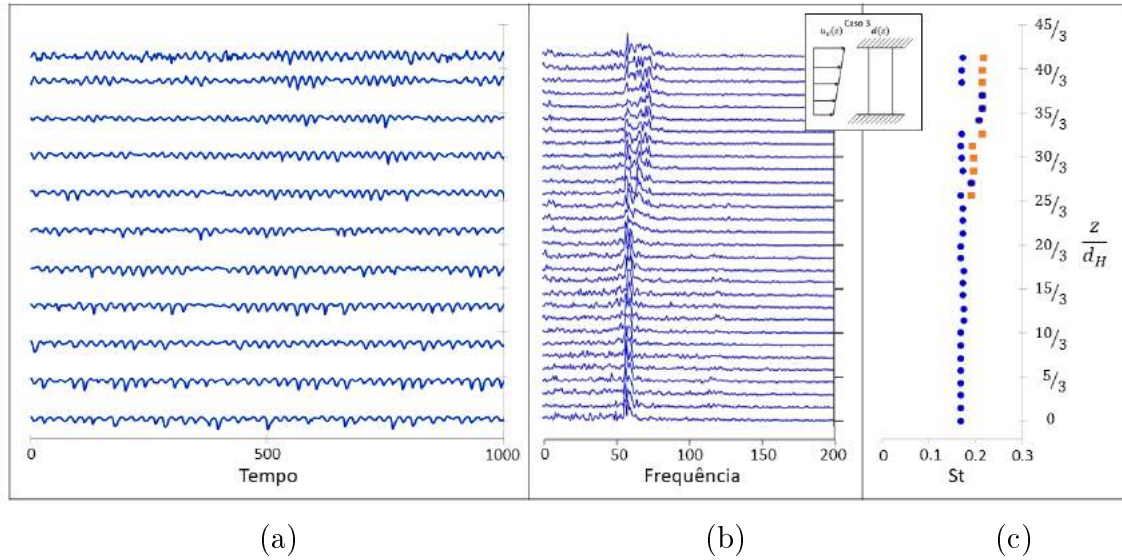 Caso 3
uₓ(z) d(z)
45/3
40/3
35/3
30/3
25/3
20/3
15/3
10/3
5/3
0
z
d_H
0 500 1000
Tempo
0 50 100 150 200
Frequência
0 0.1 0.2 0.3
St
(a) (b) (c)